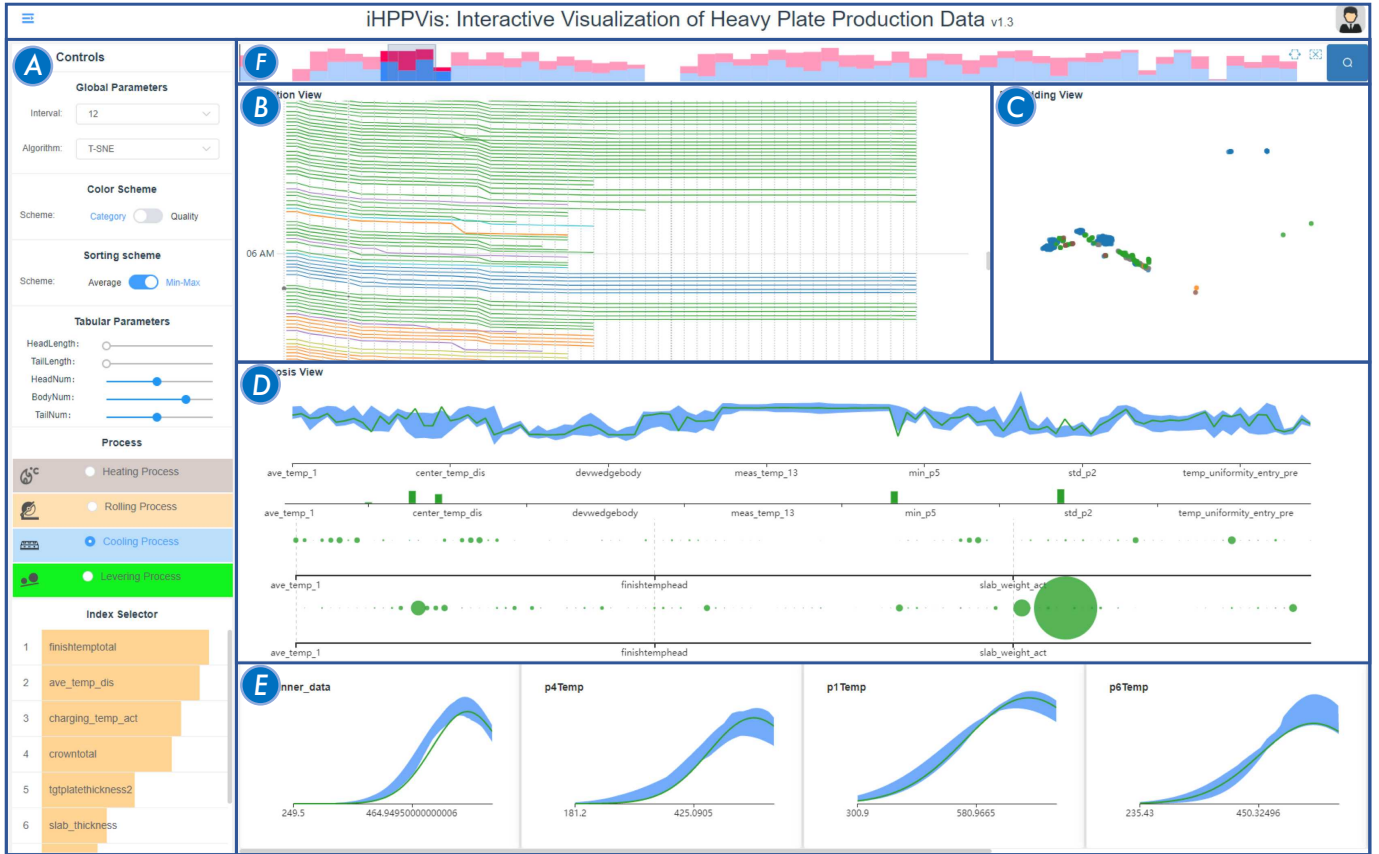 iHPPVis: Interactive Visualization of Heavy Plate Production Data v1.3
A
Controls
Global Parameters
Interval: 12
Algorithm: T-SNE
Color Scheme
Scheme: Category Quality
Sorting scheme
Scheme: Average Min-Max
Tabular Parameters
HeadLength:
TailLength:
HeadNum:
BodyNum:
TailNum:
Process
°C Heating Process
Rolling Process
Cooling Process
Levering Process
Index Selector
1 finishtemptotal
2 ave_temp_dis
3 charging_temp_act
4 crowntotal
5 tgtplatethickness2
6 slab_thickness
F
B
tion View
06 AM
C
dding View
D
osis View
ave_temp_1 center_temp_dis devwedgebody meas_temp_13 min_p5 std_p2 temp_uniformity_entry_pre
ave_temp_1 center_temp_dis devwedgebody meas_temp_13 min_p5 std_p2 temp_uniformity_entry_pre
ave_temp_1 finishtemphead slab_weight_act
ave_temp_1 finishtemphead slab_weight_act
E
nner_data
249.5 464.94950000000006
p4Temp
181.2 425.0905
p1Temp
300.9 580.9665
p6Temp
235.43 450.32496